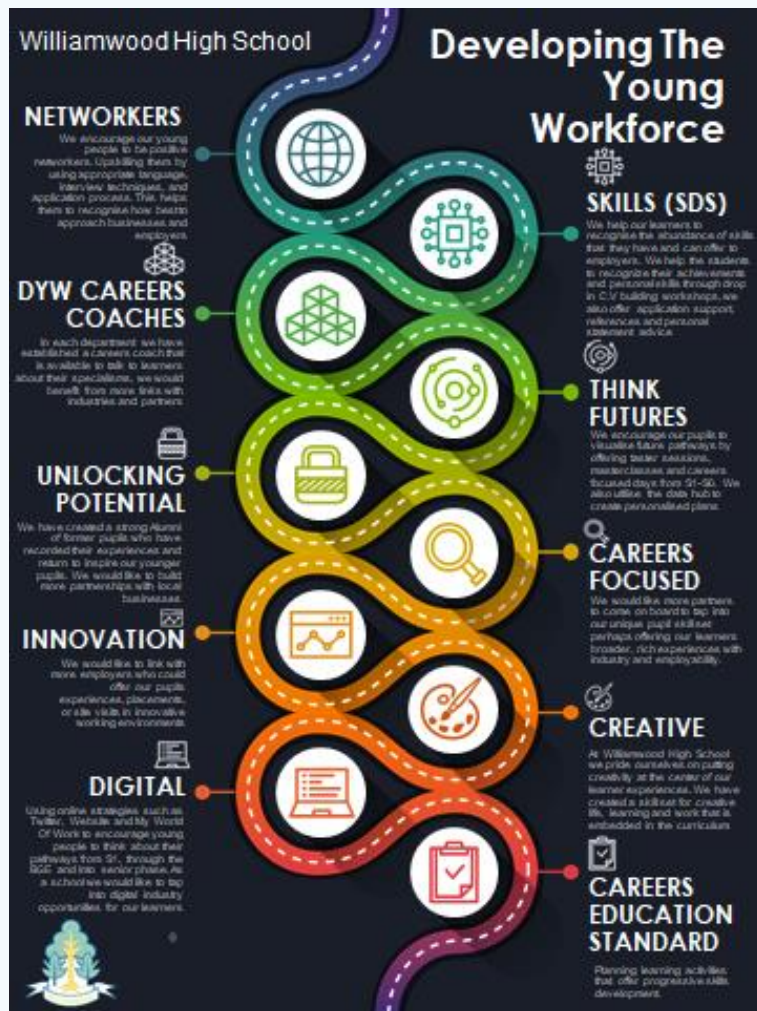 Williamwood High School
Developing The
Young
Workforce
NETWORKERS
We encourage our young
people to be positive
networkers. Upskilling them by
using appropriate language,
interview techniques, and
application process. This helps
them to recognise how best to
approach businesses and
employers
SKILLS (SDS)
We help our learners to
recognise the abundance of skills
that they have and can offer to
employers. We help the students
to recognize their achievements
and personal skills through drop
in C.V building workshops, we
also offer application support,
references and personal
statement advice
DYW CAREERS
COACHES
In each department we have
established a careers coach that
is available to talk to learners
about their specialisms, we would
benefit from more links with
industries and partners
THINK
FUTURES
We encourage our pupils to
visualise future pathways by
offering taster sessions,
masterclasses and careers
focused days from S1-S6. We
also utilise the data hub to
create personalised plans
UNLOCKING
POTENTIAL
We have created a strong Alumni
of former pupils who have
recorded their experiences and
return to inspire our younger
pupils. We would like to build
more partnerships with local
businesses.
CAREERS
FOCUSED
We would like more partners
to come on board to tap into
our unique pupil skillset
perhaps offering our learners
broader, rich experiences with
industry and employability.
INNOVATION
We would like to link with
more employers who could
offer our pupils
experiences, placements,
or site visits in innovative
working environments
CREATIVE
At Williamwood High School
we pride ourselves on putting
creativity at the center of our
learner experiences. We have
created a skillset for creative
life, learning and work that is
embedded in the curriculum
DIGITAL
Using online strategies such as
Twitter, Website and My World
Of Work to encourage young
people to think about their
pathways from S1, through the
BGE and into senior phase. As
a school we would like to tap
into digital industry
opportunities for our learners.
CAREERS
EDUCATION
STANDARD
Planning learning activities
that offer progressive skills
development.